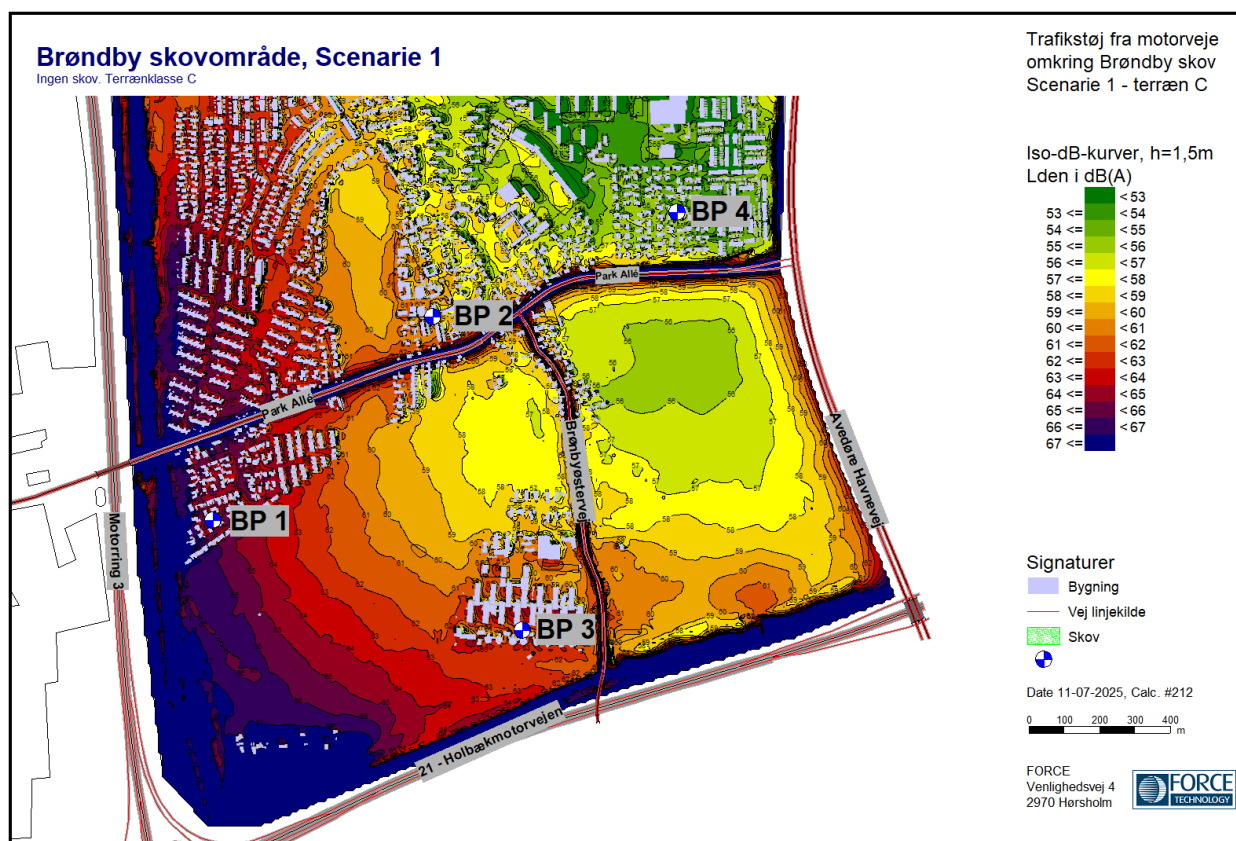 Brøndby skovområde, Scenarie 1
Ingen skov. Terrænklasse C
Trafikstøj fra motorveje
omkring Brøndby skov
Scenarie 1 - terræn C
Iso-dB-kurver, h=1,5m
Lden i dB(A)
< 53
53 <= < 54
54 <= < 55
55 <= < 56
56 <= < 57
57 <= < 58
58 <= < 59
59 <= < 60
60 <= < 61
61 <= < 62
62 <= < 63
63 <= < 64
64 <= < 65
65 <= < 66
66 <= < 67
67 <=
BP 4
Park Allé
BP 2
Park Allé
Brønbyøstervej
Avedøre Havnevej
BP 1
Motorring 3
BP 3
21 - Holbækmotorvejen
Signaturer
Bygning
Vej linjekilde
Skov
Date 11-07-2025, Calc. #212
0 100 200 300 400
m
FORCE
Venlighedsvej 4
2970 Hørsholm
FORCE
TECHNOLOGY